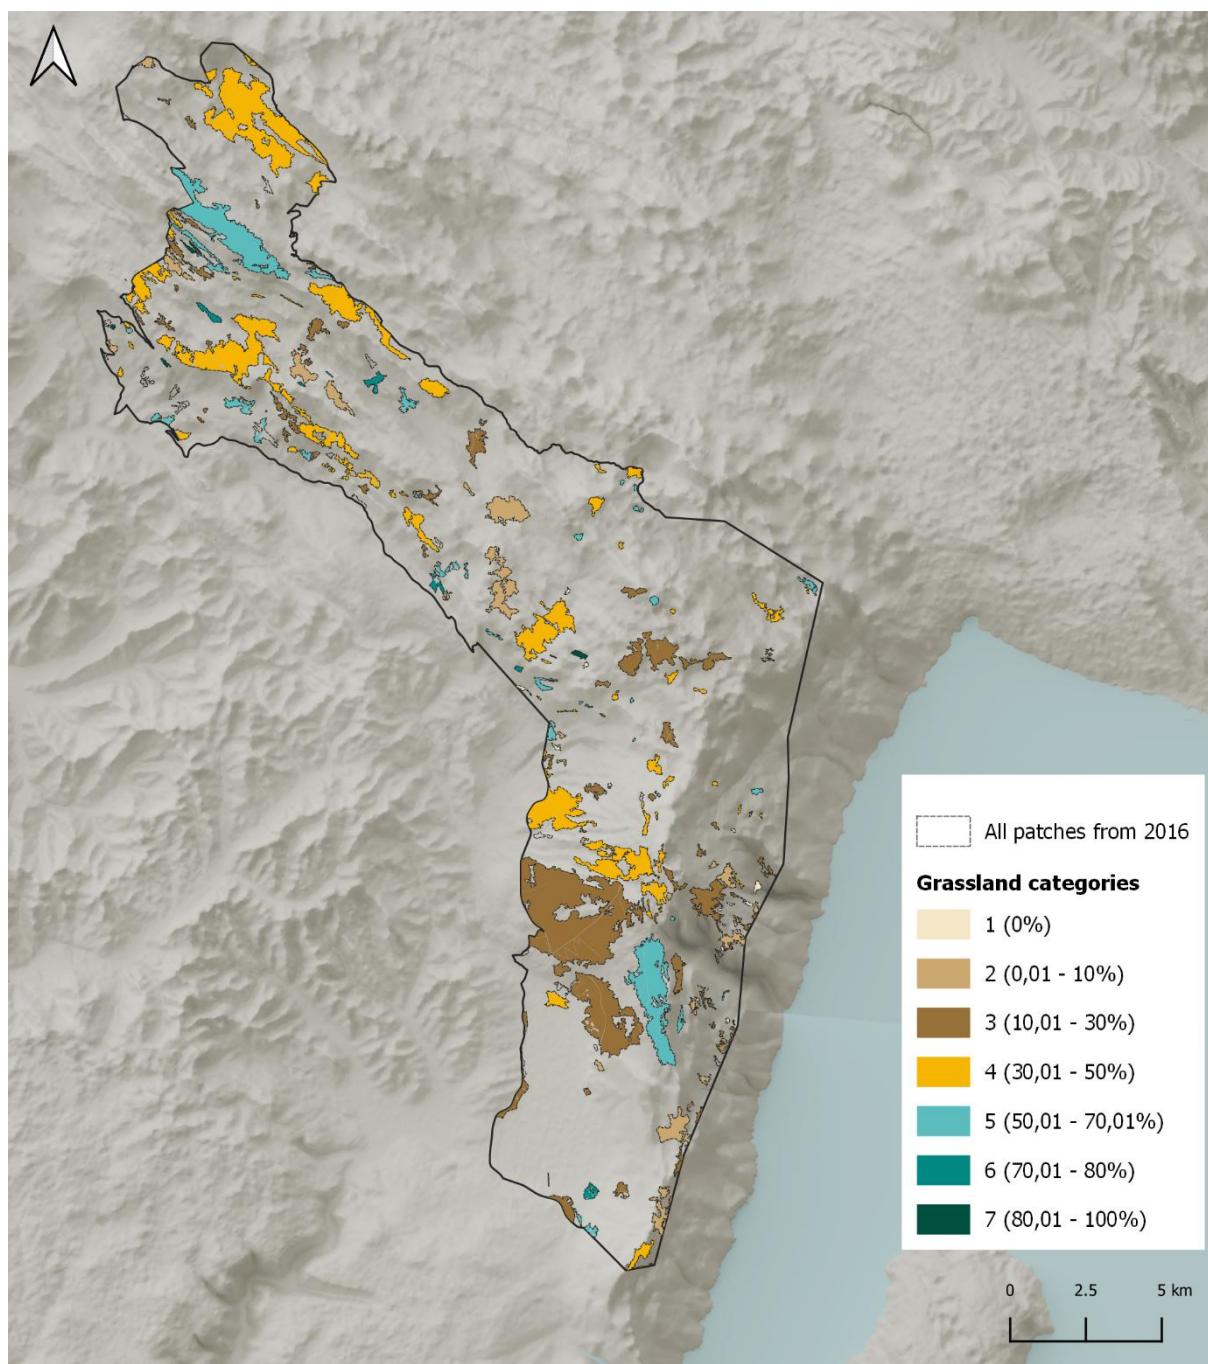 All patches from 2016
Grassland categories
1 (0%)
2 (0,01 - 10%)
3 (10,01 - 30%)
4 (30,01 - 50%)
5 (50,01 - 70,01%)
6 (70,01 - 80%)
7 (80,01 - 100%)
0 2.5 5 km